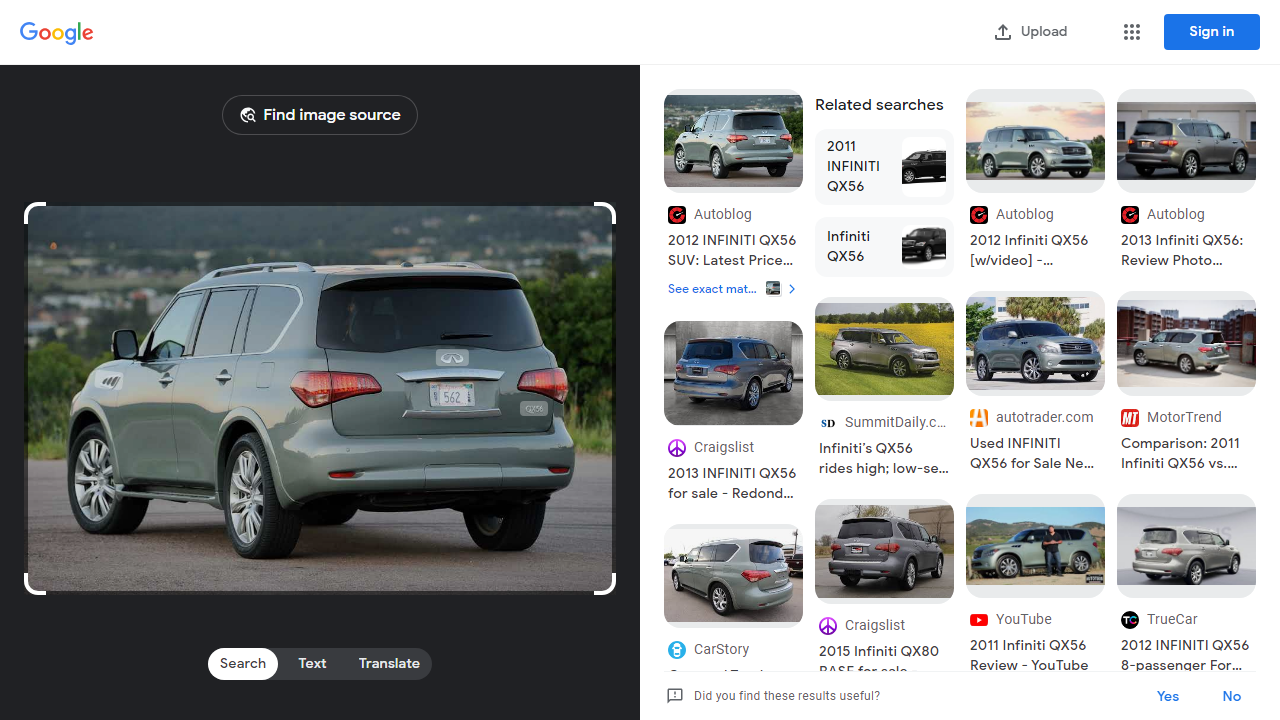 Google
Upload
Sign in
Find image source
562
QX56
Search
Text
Translate
Autoblog
2012 INFINITI QX56
SUV: Latest Price...
See exact mat...
Craigslist
2013 INFINITI QX56
for sale - Redond...
CarStory
Related searches
2011
INFINITI
QX56
Infiniti
QX56
SD
SummitDaily.c...
Infiniti's QX56
rides high; low-se...
Craigslist
2015 Infiniti QX80
BASE for sale
Autoblog
2012 Infiniti QX56
[w/video] -...
autotrader.com
Used INFINITI
QX56 for Sale Ne...
YouTube
2011 Infiniti QX56
Review - YouTube
Autoblog
2013 Infiniti QX56:
Review Photo...
MT
MotorTrend
Comparison: 2011
Infiniti QX56 vs....
TC
TrueCar
2012 INFINITI QX56
8-passenger For...
Did you find these results useful?
Yes
No